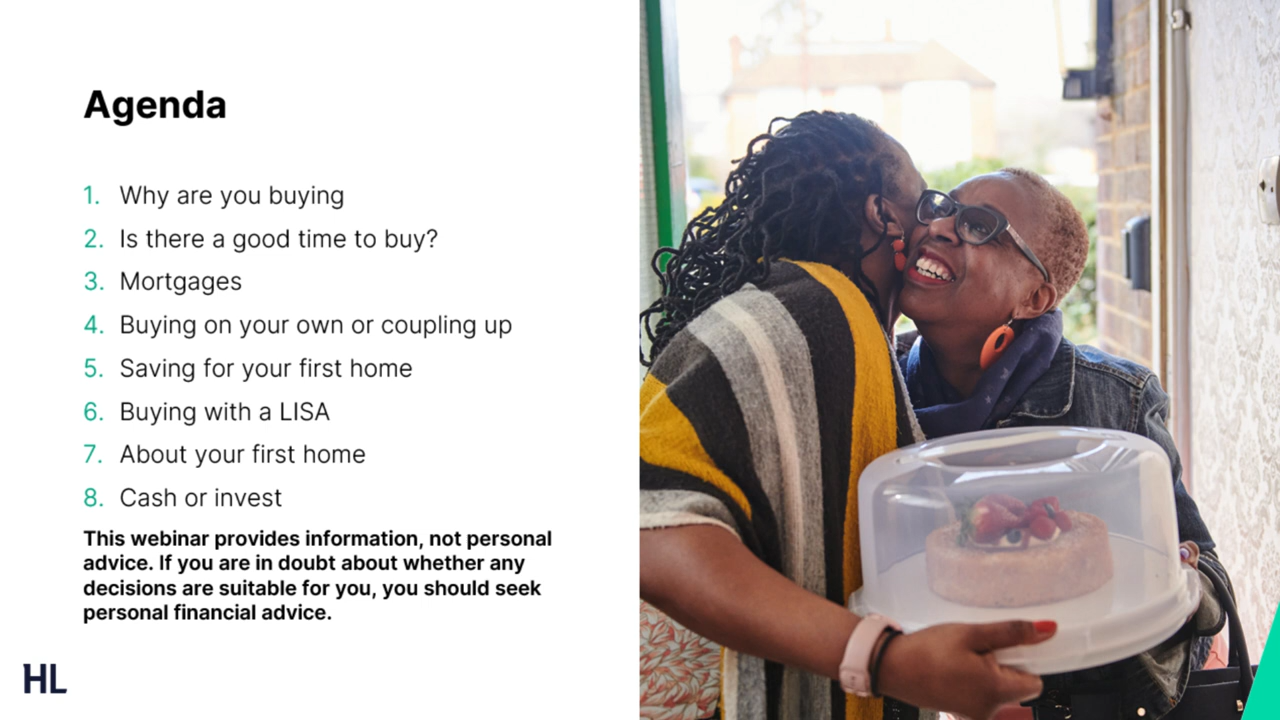 Agenda
1. Why are you buying
2. Is there a good time to buy?
3. Mortgages
4. Buying on your own or coupling up
5. Saving for your first home
6. Buying with a LISA
7. About your first home
8. Cash or invest
This webinar provides information, not personal
advice. If you are in doubt about whether any
decisions are suitable for you, you should seek
personal financial advice.
HL